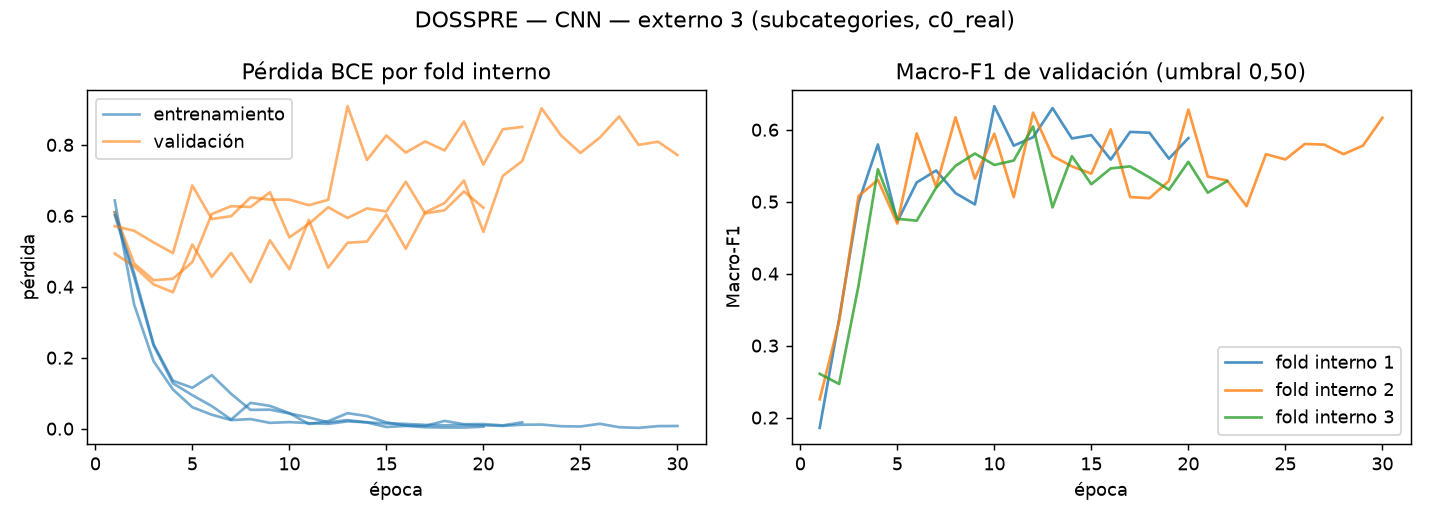 DOSSPRE — CNN — externo 3 (subcategories, c0_real)
Pérdida BCE por fold interno
entrenamiento
validación
pérdida
0.8
0.6
0.4
0.2
0.0
0 5 10 15 20 25 30
época
Macro-F1 de validación (umbral 0,50)
Macro-F1
0.6
0.5
0.4
0.3
0.2
fold interno 1
fold interno 2
fold interno 3
0 5 10 15 20 25 30
época